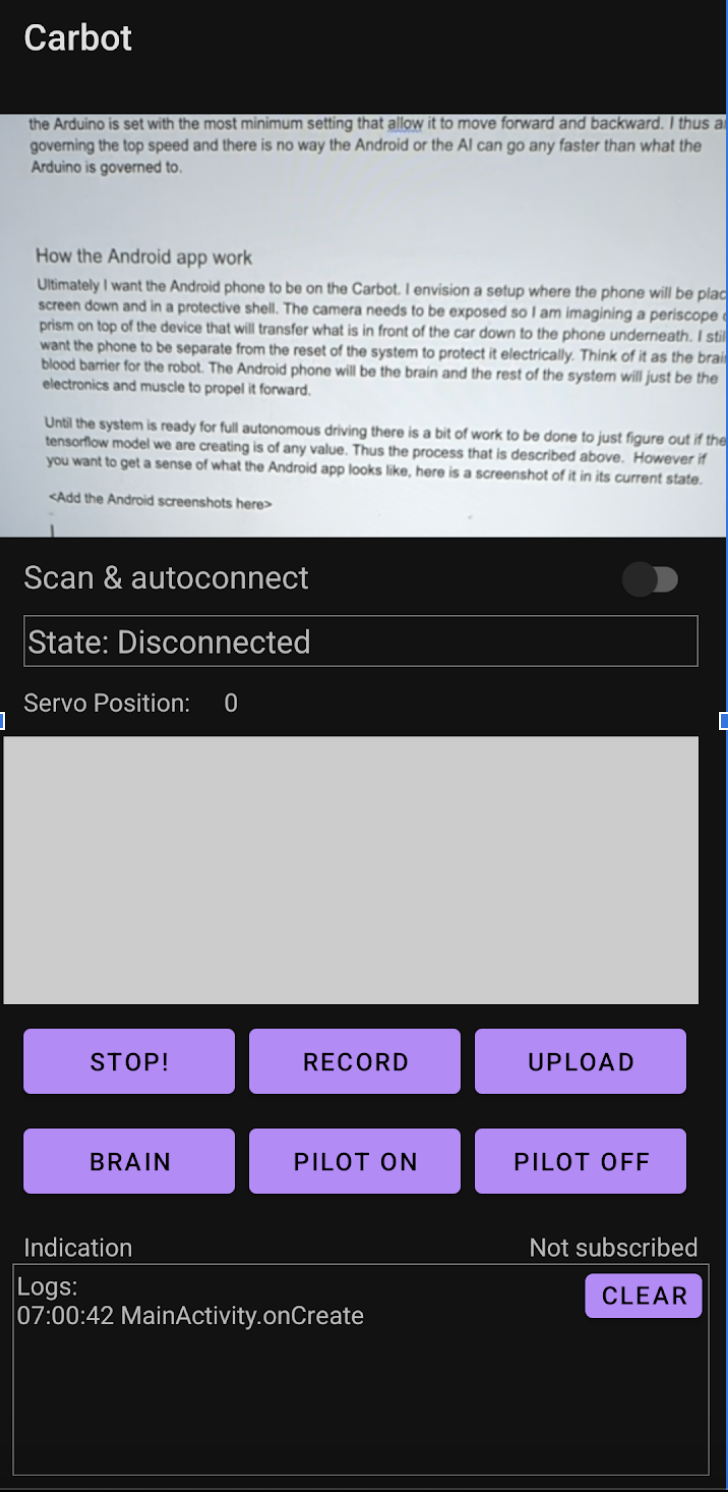 Carbot
the Arduino is set with the most minimum setting that allow it to move forward and backward. I thus
governing the top speed and there is no way the Android or the AI can go any faster than what the
Arduino is governed to.
How the Android app work
Ultimately I want the Android phone to be on the Carbot. I envision a setup where the phone will be plac
screen down and in a protective shell. The camera needs to be exposed so I am imagining a periscope
prism on top of the device that will transfer what is in front of the car down to the phone underneath. I stil
want the phone to be separate from the reset of the system to protect it electrically. Think of it as the brai
blood barrier for the robot. The Android phone will be the brain and the rest of the system will just be the
electronics and muscle to propel it forward.
Until the system is ready for full autonomous driving there is a bit of work to be done to just figure out if the
tensorflow model we are creating is of any value. Thus the process that is described above. However if
you want to get a sense of what the Android app looks like, here is a screenshot of it in its current state.
<Add the Android screenshots here>
Scan & autoconnect
State: Disconnected
Servo Position: 0
STOP! RECORD UPLOAD
BRAIN PILOT ON PILOT OFF
Indication Not subscribed
Logs: CLEAR
07:00:42 MainActivity.onCreate